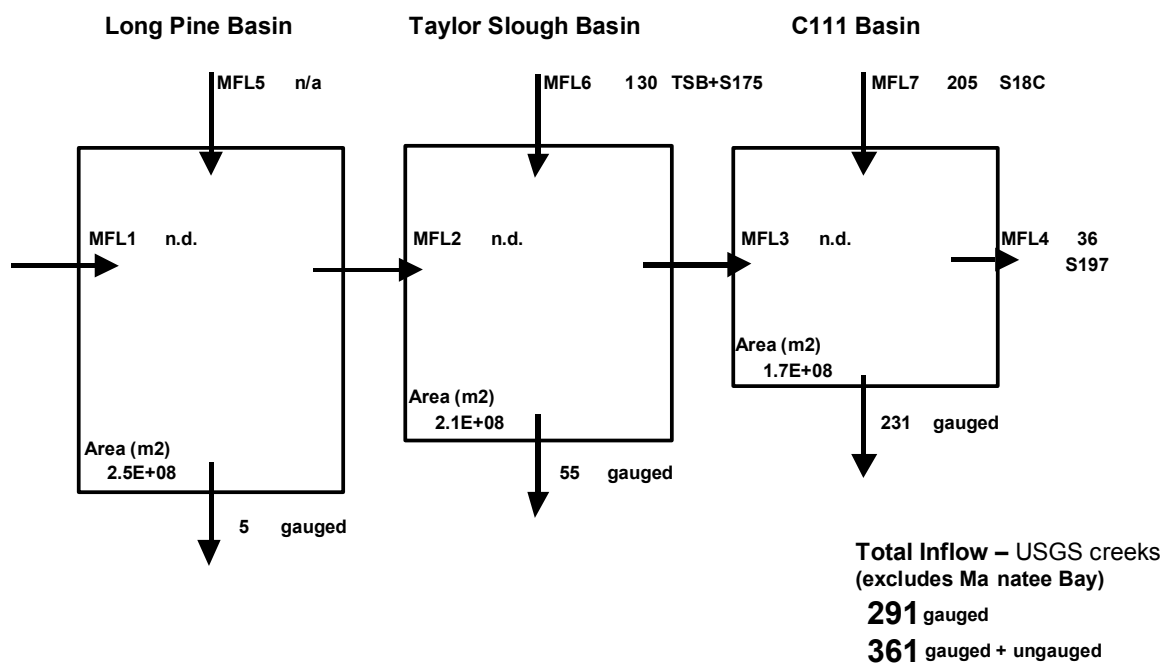 Long Pine Basin
Taylor Slough Basin
C111 Basin
MFL5 n/a
MFL6 130 TSB+S175
MFL7 205 S18C
MFL1 n.d.
MFL2 n.d.
MFL3 n.d.
MFL4 36
S197
Area (m2)
1.7E+08
Area (m2)
2.1E+08
231 gauged
Area (m2)
2.5E+08
55 gauged
5 gauged
Total Inflow – USGS creeks
(excludes Ma natee Bay)
291 gauged
361 gauged + ungauged